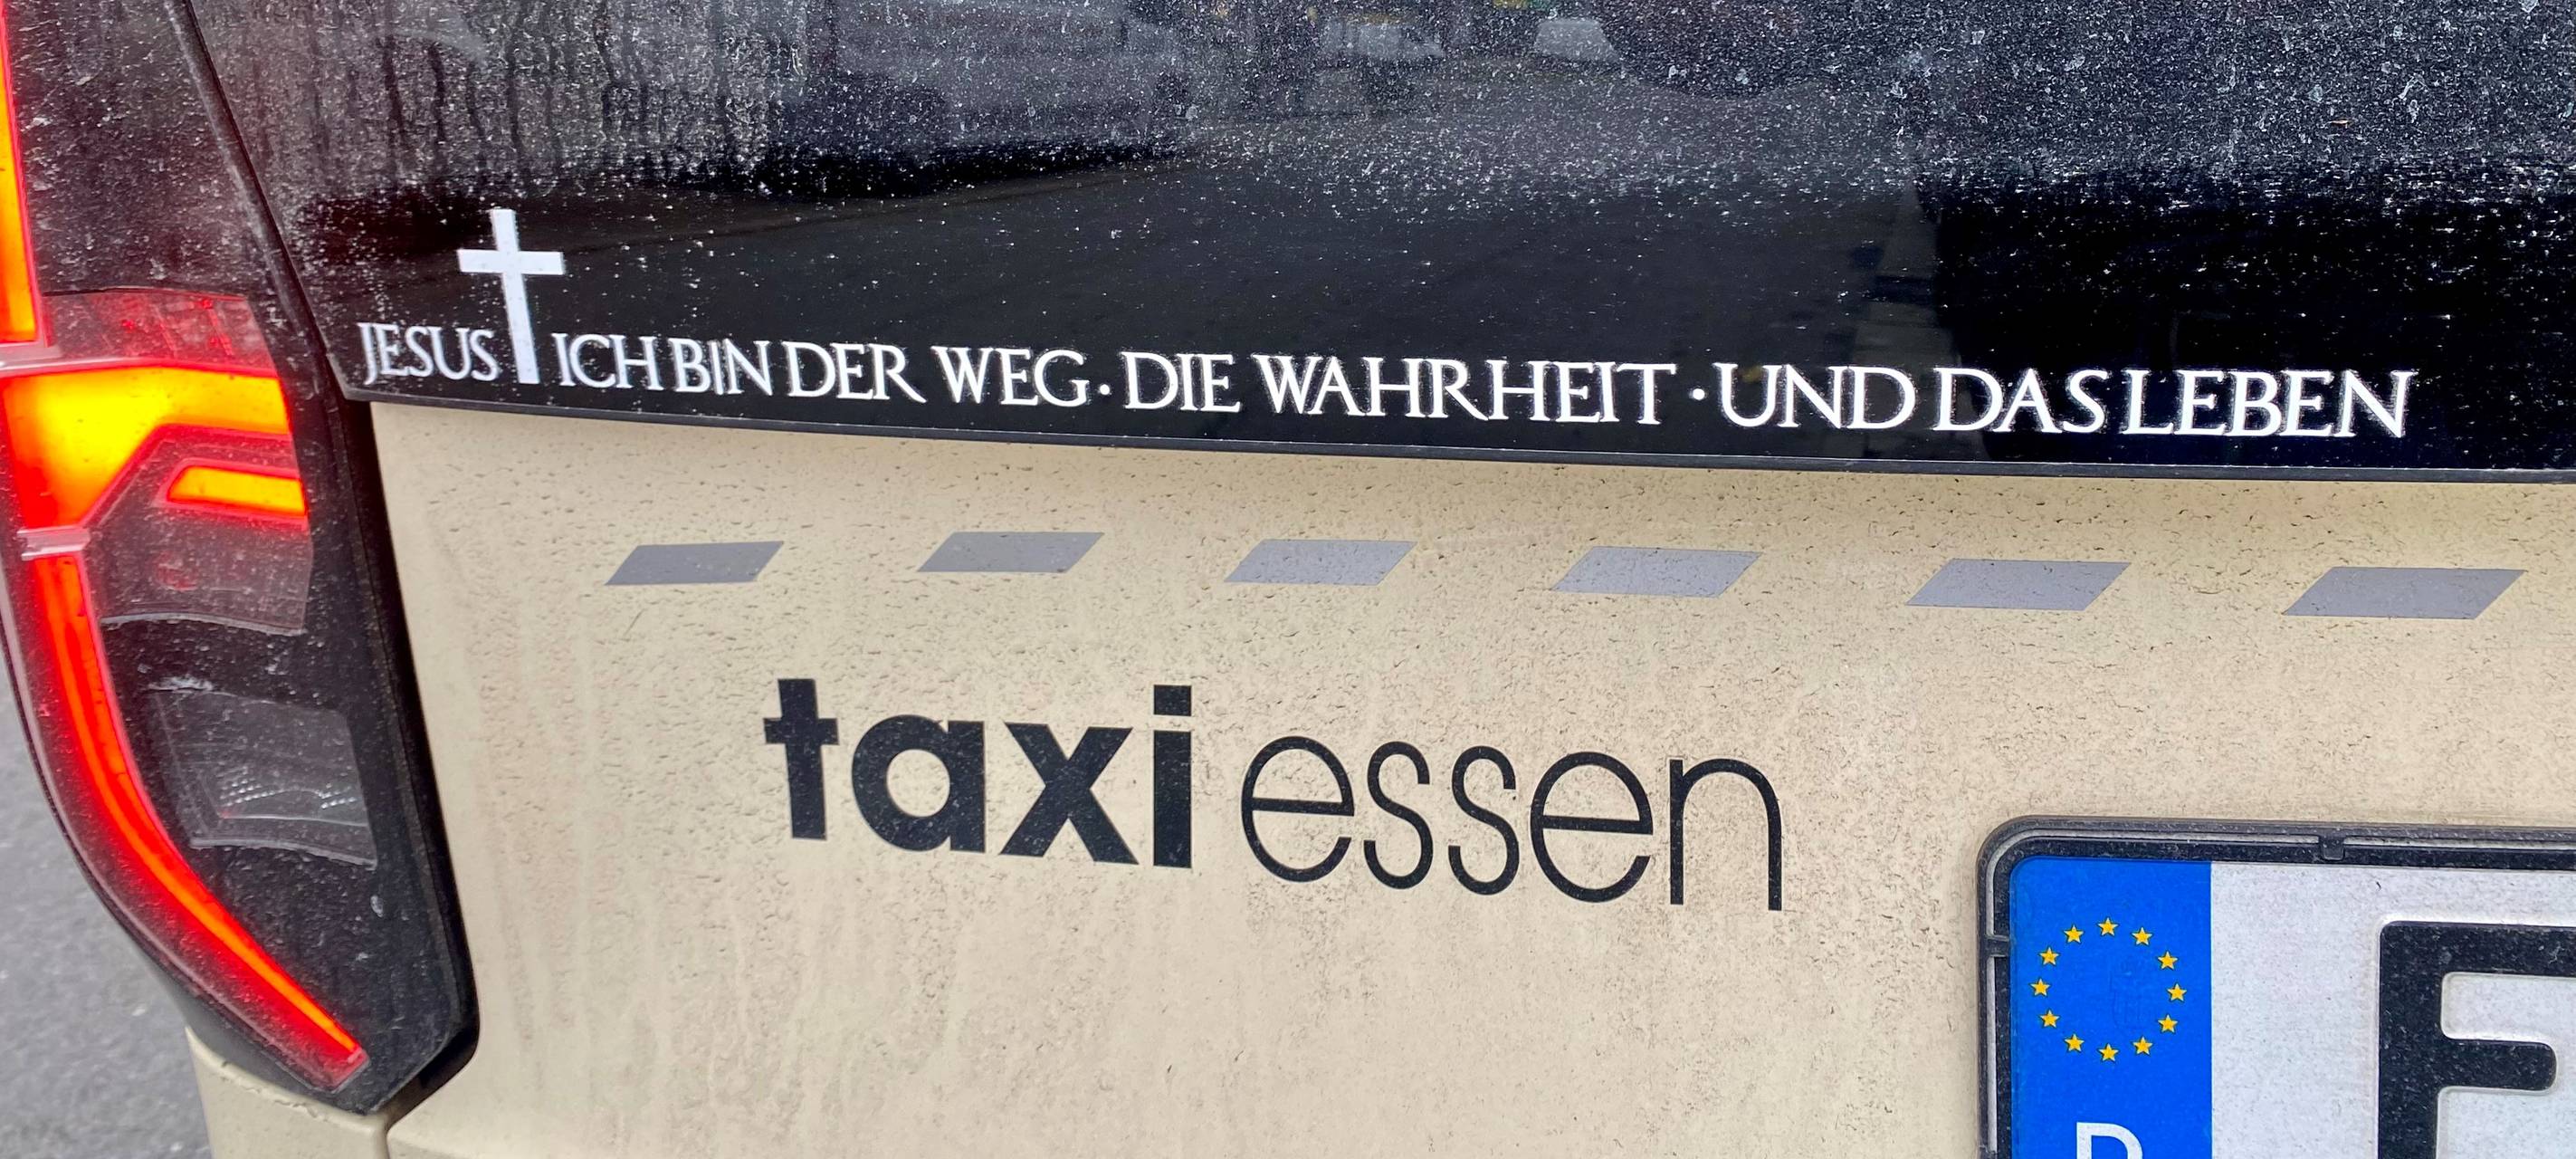 JESUS ICH BIN DER WEG · DIE WAHRHEIT · UND DAS LEBEN
taxi essen
E
D